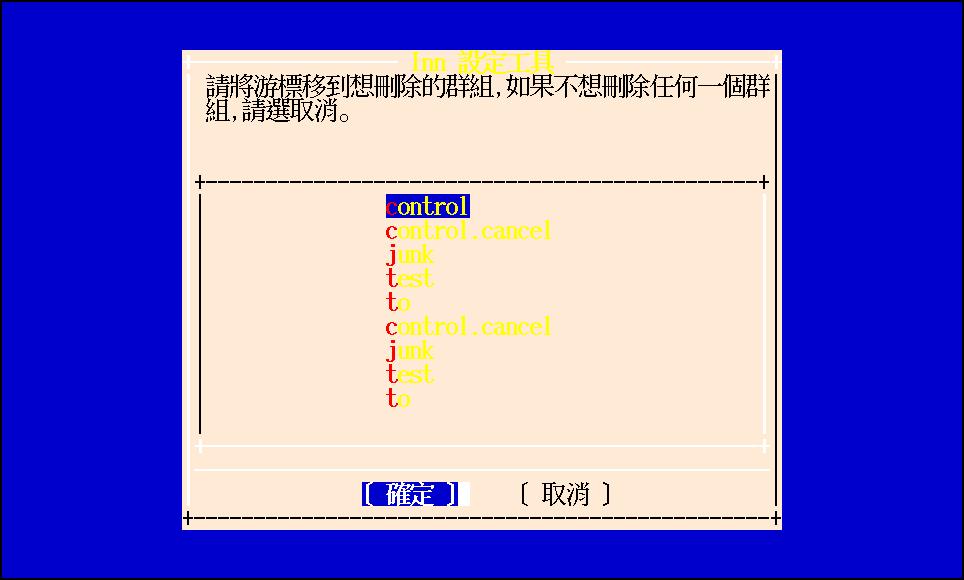 Inn 設定工具
請將游標移到想刪除的群組,如果不想刪除任何一個群
組,請選取消。
control
control.cancel
junk
test
to
control.cancel
junk
test
to
[ 確定 ] [ 取消 ]